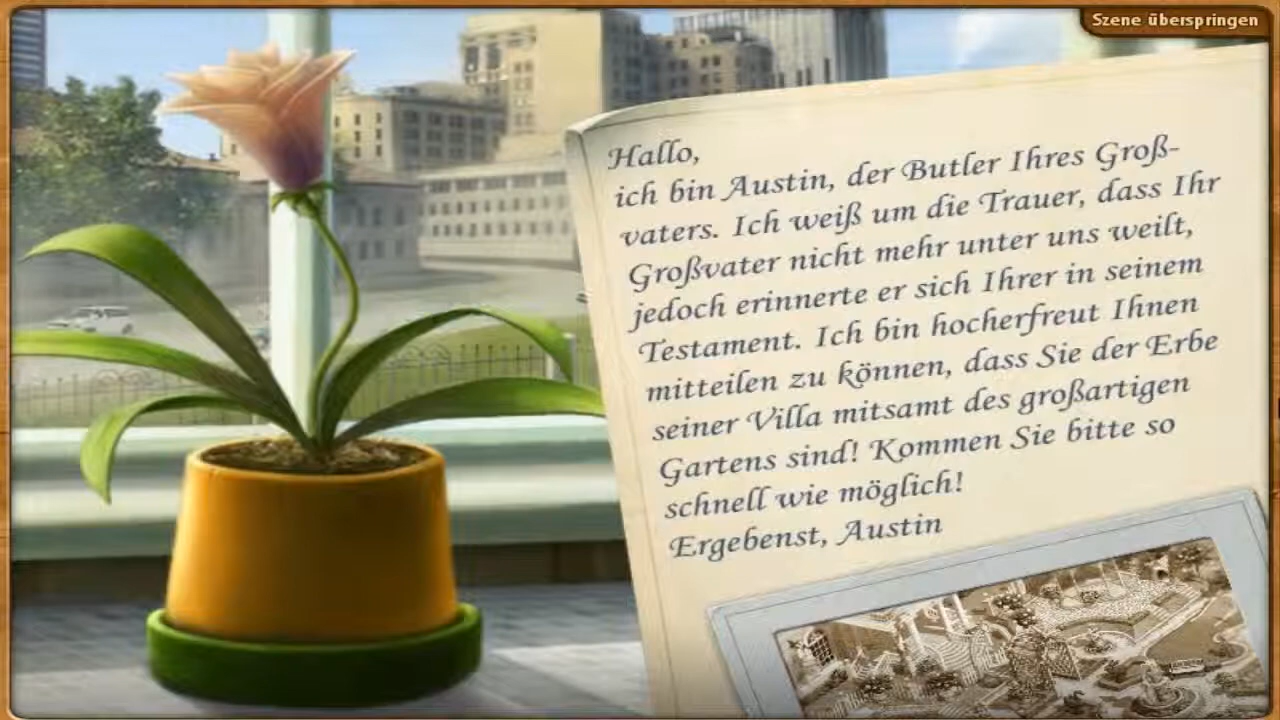 Szene überspringen
Hallo,
ich bin Austin, der Butler Ihres Groß-
vaters. Ich weiß um die Trauer, dass Ihr
Großvater nicht mehr unter uns weilt,
jedoch erinnerte er sich Ihrer in seinem
Testament. Ich bin hocherfreut Ihnen
mitteilen zu können, dass Sie der Erbe
seiner Villa mitsamt des großartigen
Gartens sind! Kommen Sie bitte so
schnell wie möglich!
Ergebenst, Austin